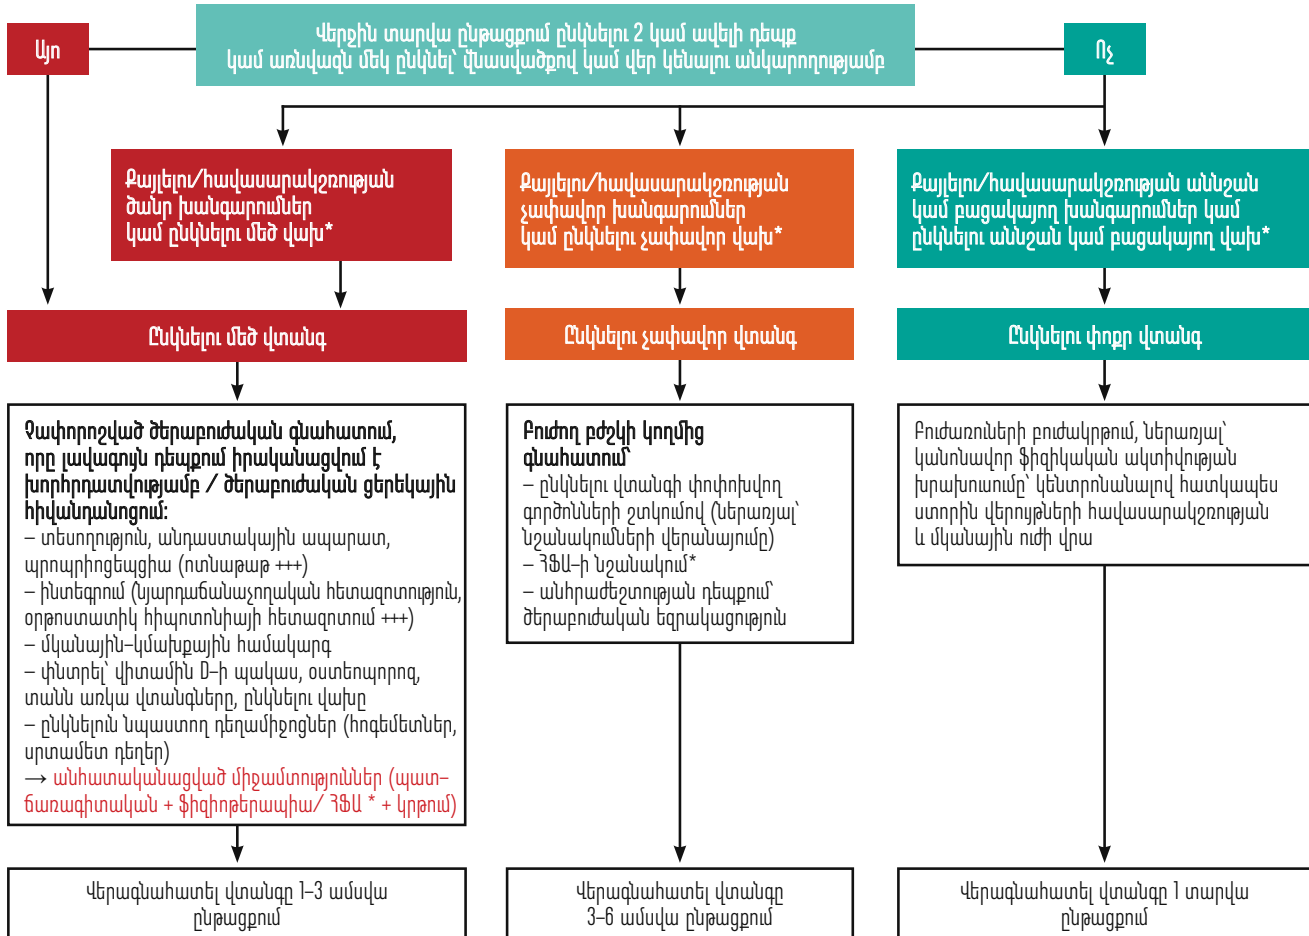 Այո
Վերջին տարվա ընթացքում ընկնելու 2 կամ ավելի դեպք
կամ առնվազն մեկ ընկնել՝ վնասվածքով կամ վեր կենալու անկարողությամբ
Ոչ
Քայլելու/հավասարակշռության
ծանր խանգարումներ
կամ ընկնելու մեծ վախ*
Քայլելու/հավասարակշռության
չափավոր խանգարումներ
կամ ընկնելու չափավոր վախ*
Քայլելու/հավասարակշռության աննշան
կամ բացակայող խանգարումներ կամ
ընկնելու աննշան կամ բացակայող վախ*
Ընկնելու մեծ վտանգ
Ընկնելու չափավոր վտանգ
Ընկնելու փոքր վտանգ
Չափորոշված ծերաբուժական գնահատում,
որը լավագույն դեպքում իրականացվում է
խորհրդատվությամբ / ծերաբուժական ցերեկային
հիվանդանոցում:
– տեսողություն, անդաստակային ապարատ,
պրոպրիոցեպցիա (ոտնաթաթ +++)
– ինտեգրում (նյարդաճանաչողական հետազոտություն,
օրթոստատիկ հիպոտոնիայի հետազոտում +++)
– մկանային–կմախքային համակարգ
– փնտրել՝ վիտամին D–ի պակաս, օստեոպորոզ,
տանն առկա վտանգները, ընկնելու վախը
– ընկնելուն նպաստող դեղամիջոցներ (հոգեմետներ,
սրտամետ դեղեր)
→ անհատականացված միջամտություններ (պատ–
ճառագիտական + ֆիզիոթերապիա/ ՀՖԱ * + կրթում)
Բուժող բժշկի կողմից
գնահատում՝
– ընկնելու վտանգի փոփոխվող
գործոնների շտկումով (ներառյալ՝
նշանակումների վերանայումը)
– ՀՖԱ–ի նշանակում*
– անհրաժեշտության դեպքում՝
ծերաբուժական եզրակացություն
Բուժառուների բուժակրթում, ներառյալ՝
կանոնավոր ֆիզիկական ակտիվության
խրախուսումը՝ կենտրոնանալով հատկապես
ստորին վերույթների հավասարակշռության
և մկանային ուժի վրա
Վերագնահատել վտանգը 1–3 ամսվա
ընթացքում
Վերագնահատել վտանգը
3–6 ամսվա ընթացքում
Վերագնահատել վտանգը 1 տարվա
ընթացքում